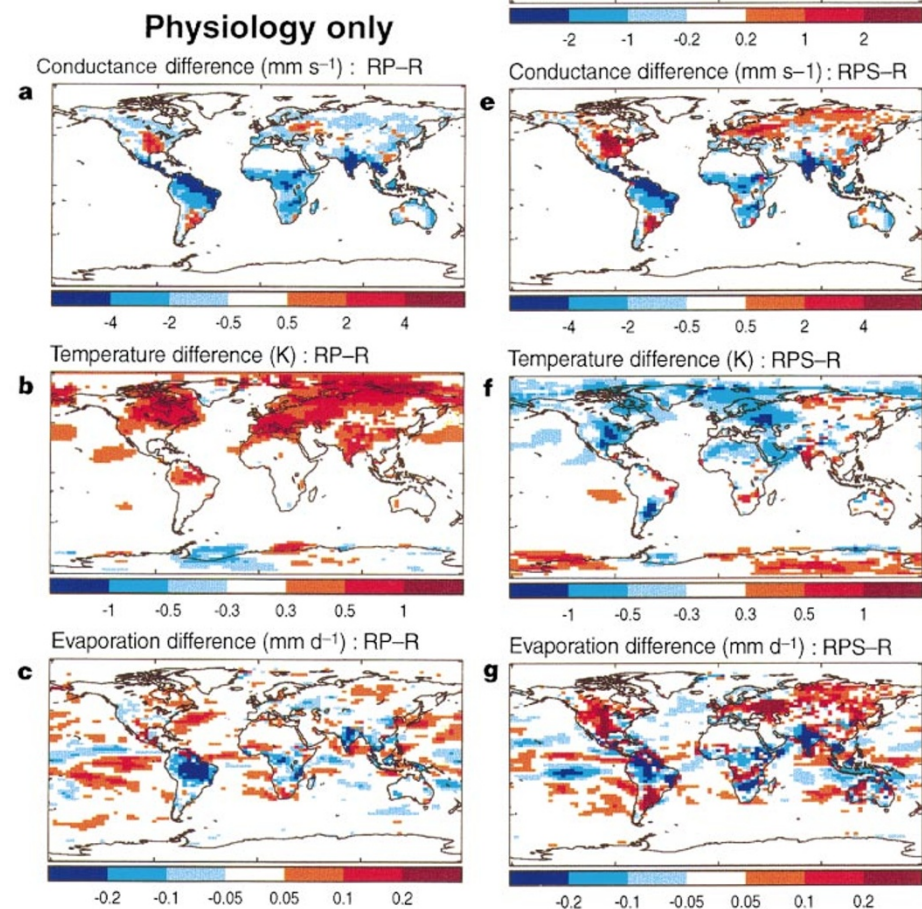 Physiology only
-2 -1 -0.2 0.2 1 2
a
Conductance difference (mm s⁻¹) : RP–R
-4 -2 -0.5 0.5 2 4
b
Temperature difference (K) : RP–R
-1 -0.5 -0.3 0.3 0.5 1
c
Evaporation difference (mm d⁻¹) : RP–R
-0.2 -0.1 -0.05 0.05 0.1 0.2
e
Conductance difference (mm s–1) : RPS–R
-4 -2 -0.5 0.5 2 4
f
Temperature difference (K) : RPS–R
-1 -0.5 -0.3 0.3 0.5 1
g
Evaporation difference (mm d⁻¹) : RPS–R
-0.2 -0.1 -0.05 0.05 0.1 0.2